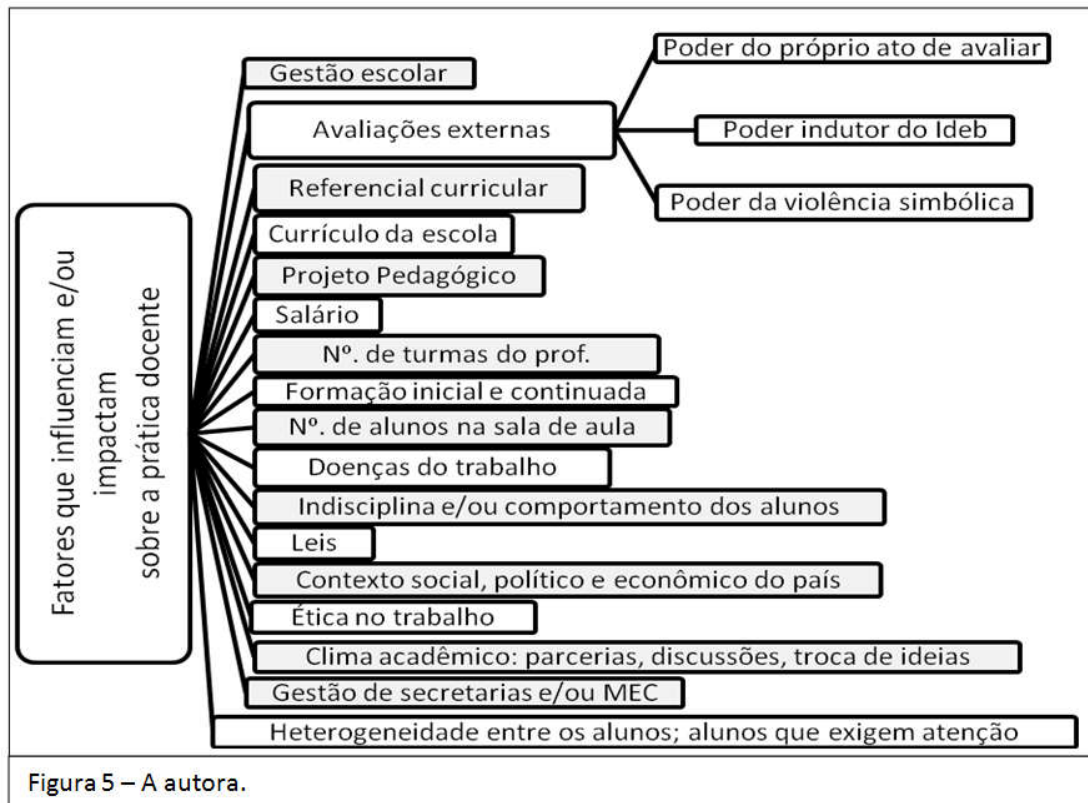 Fatores que influenciam e/ou
impactam
sobre a prática docente
Gestão escolar
Avaliações externas
Poder do próprio ato de avaliar
Poder indutor do Ideb
Poder da violência simbólica
Referencial curricular
Currículo da escola
Projeto Pedagógico
Salário
Nº. de turmas do prof.
Formação inicial e continuada
Nº. de alunos na sala de aula
Doenças do trabalho
Indisciplina e/ou comportamento dos alunos
Leis
Contexto social, político e econômico do país
Ética no trabalho
Clima acadêmico: parcerias, discussões, troca de ideias
Gestão de secretarias e/ou MEC
Heterogeneidade entre os alunos; alunos que exigem atenção
Figura 5 – A autora.